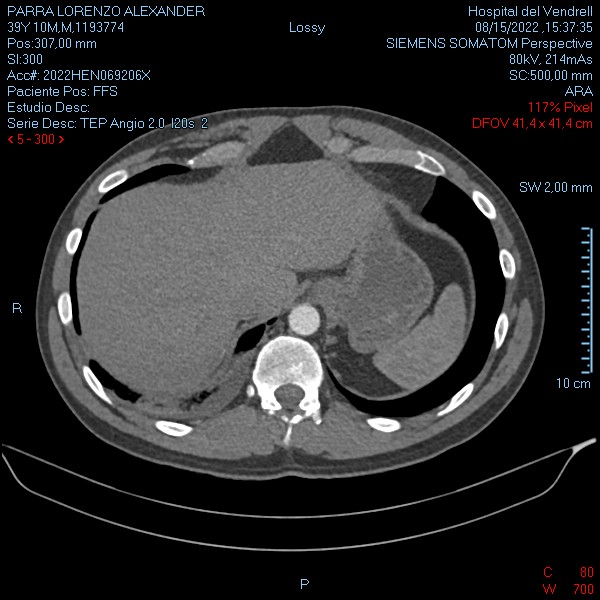 PARRA LORENZO ALEXANDER
39Y 10M,M,1193774
Pos:307,00 mm
SI:300
Acc#: 2022HEN069206X
Paciente Pos: FFS
Estudio Desc:
Serie Desc: TEP Angio 2.0 I20s 2
< 5 - 300 >
Lossy
Hospital del Vendrell
08/15/2022 ,15:37:35
SIEMENS SOMATOM Perspective
80kV, 214mAs
SC:500,00 mm
ARA
117% Pixel
DFOV 41,4 x 41,4 cm
SW 2,00 mm
R
10 cm
P
C 80
W 700